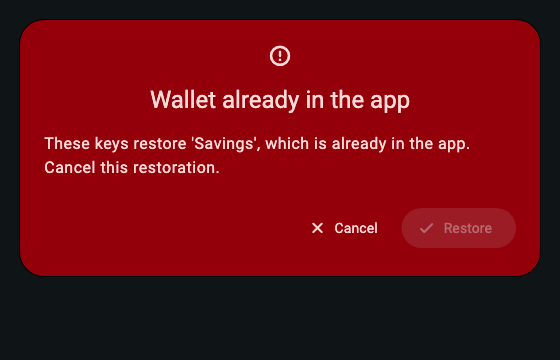 Wallet already in the app
These keys restore 'Savings', which is already in the app.
Cancel this restoration.
Cancel
Restore